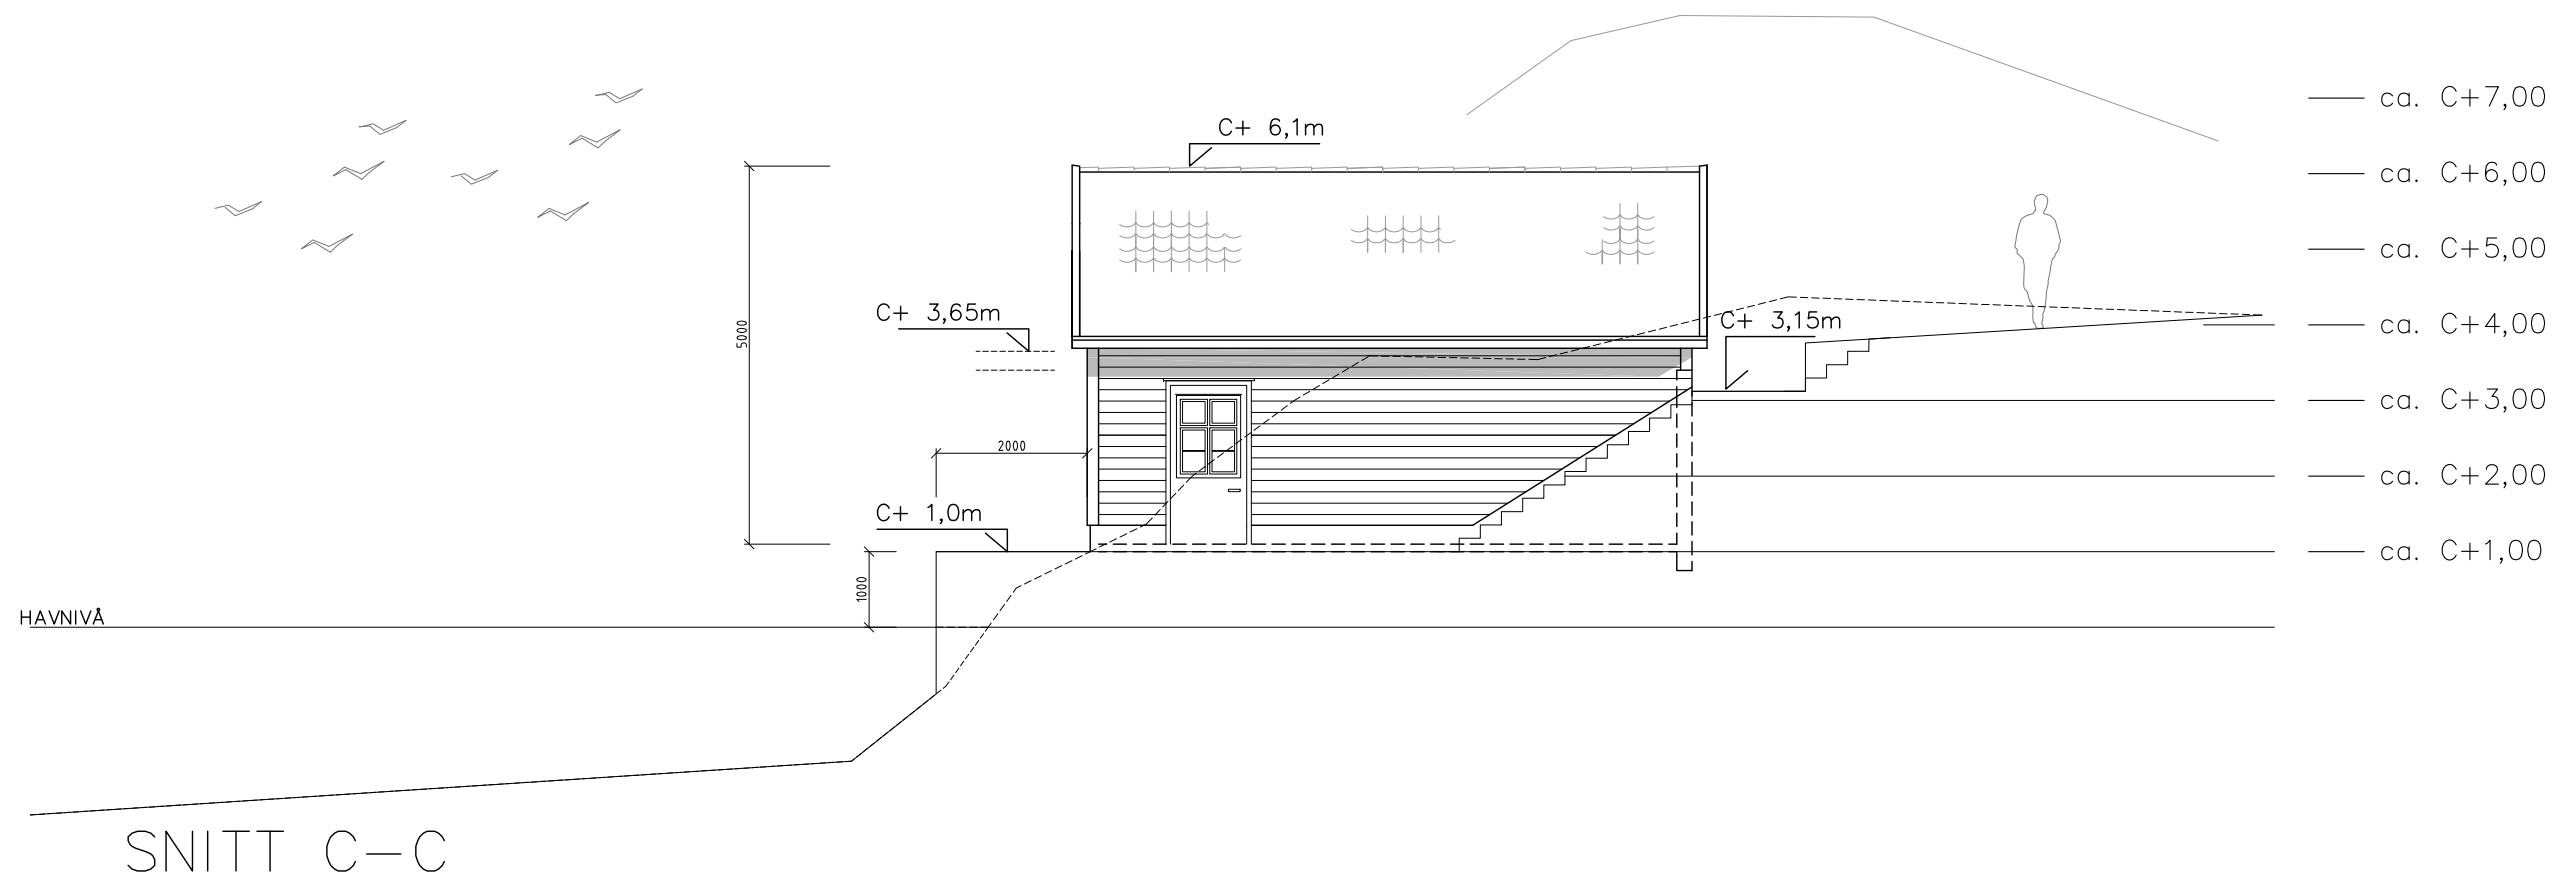 ca. C+7,00
C+ 6,1m
ca. C+6,00
ca. C+5,00
C+ 3,65m
C+ 3,15m
ca. C+4,00
5000
ca. C+3,00
2000
ca. C+2,00
C+ 1,0m
ca. C+1,00
1000
HAVNIVÅ
SNITT C-C